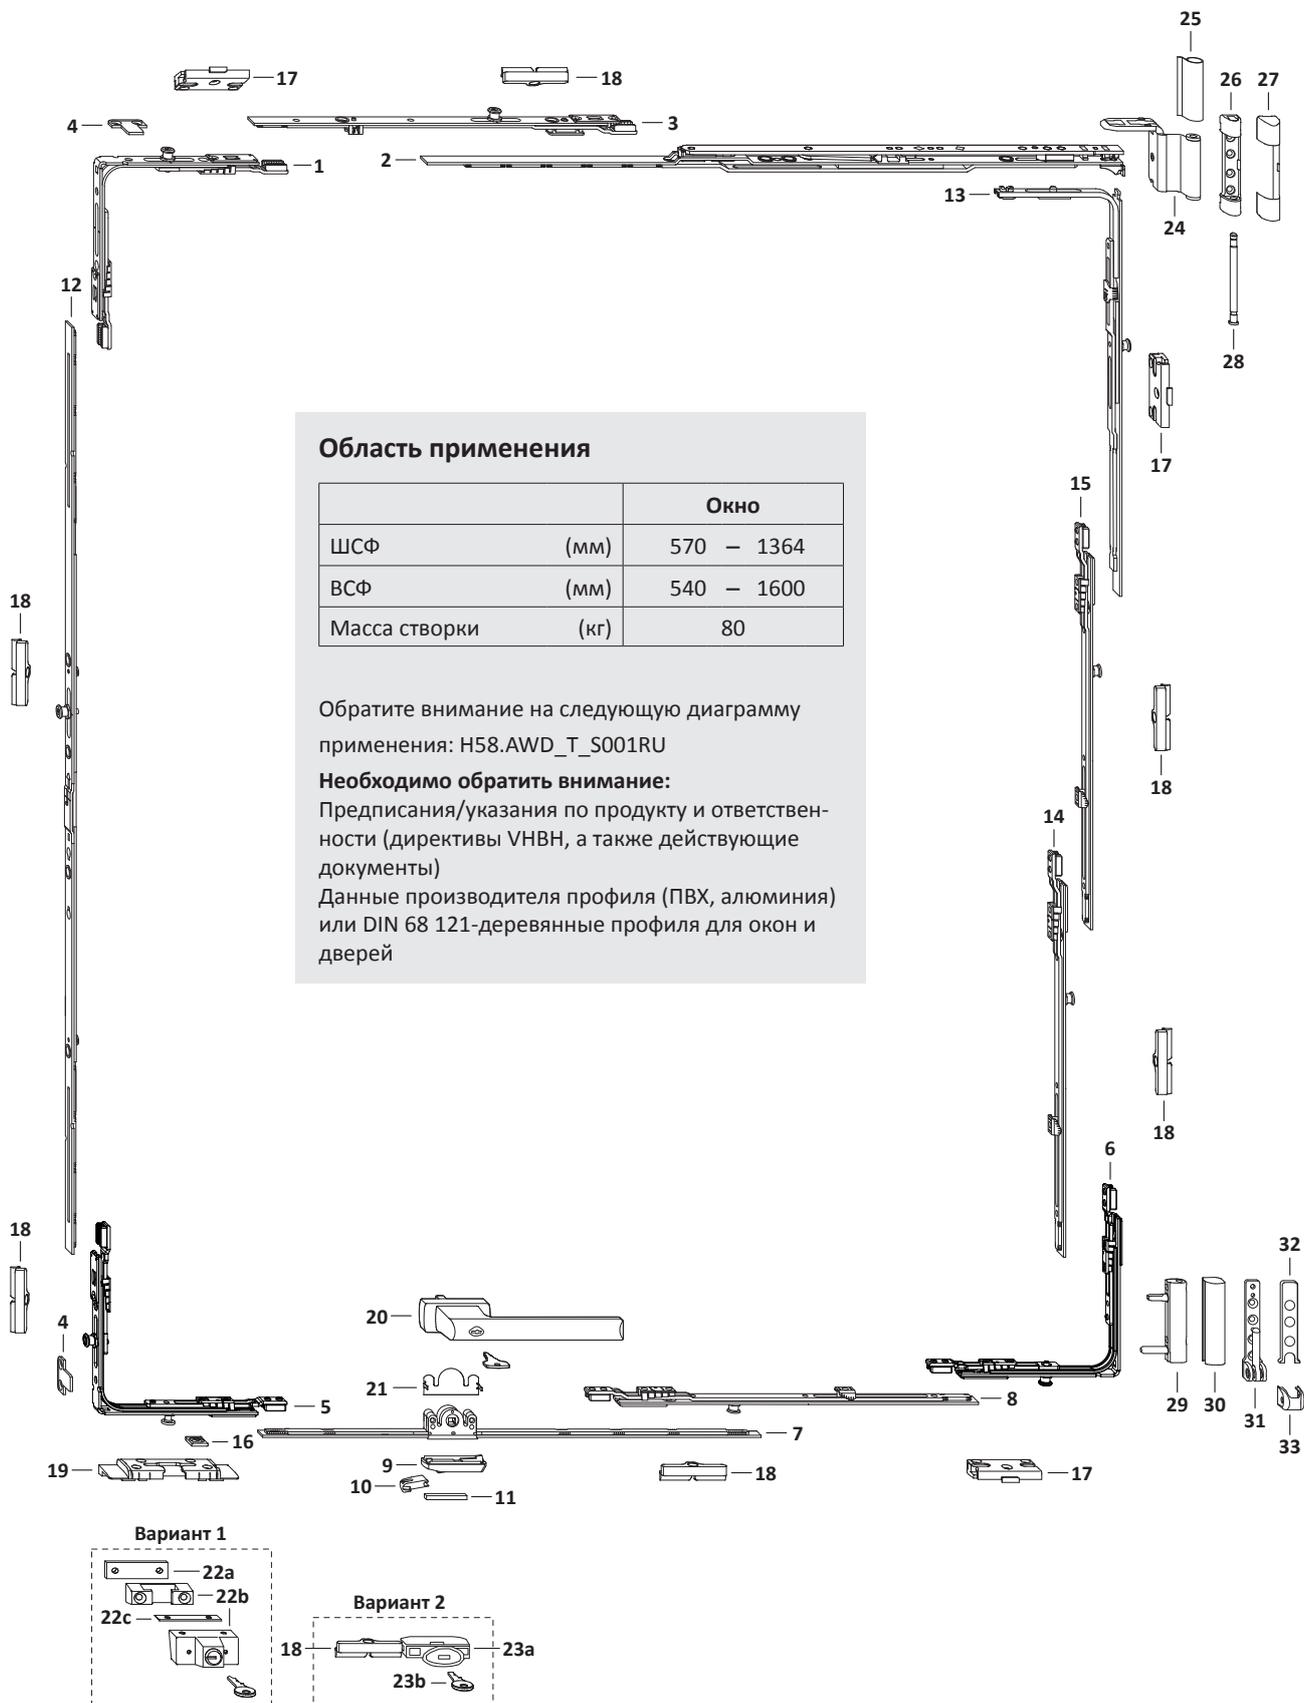 25
17
18
26
27
4
3
1
2
13
24
12
28
17
15
Область применения
Окно
ШСФ (мм) 570 – 1364
ВСФ (мм) 540 – 1600
Масса створки (кг) 80
Обратите внимание на следующую диаграмму
применения: H58.AWD_T_S001RU
Необходимо обратить внимание:
Предписания/указания по продукту и ответствен-
ности (директивы VHBH, а также действующие
документы)
Данные производителя профиля (ПВХ, алюминия)
или DIN 68 121-деревянные профиля для окон и
дверей
18
18
14
18
6
18
32
20
4
21
5
8
29
30
31
33
16
7
19
9
18
17
10
11
Вариант 1
22a
22b
22c
Вариант 2
18
23a
23b